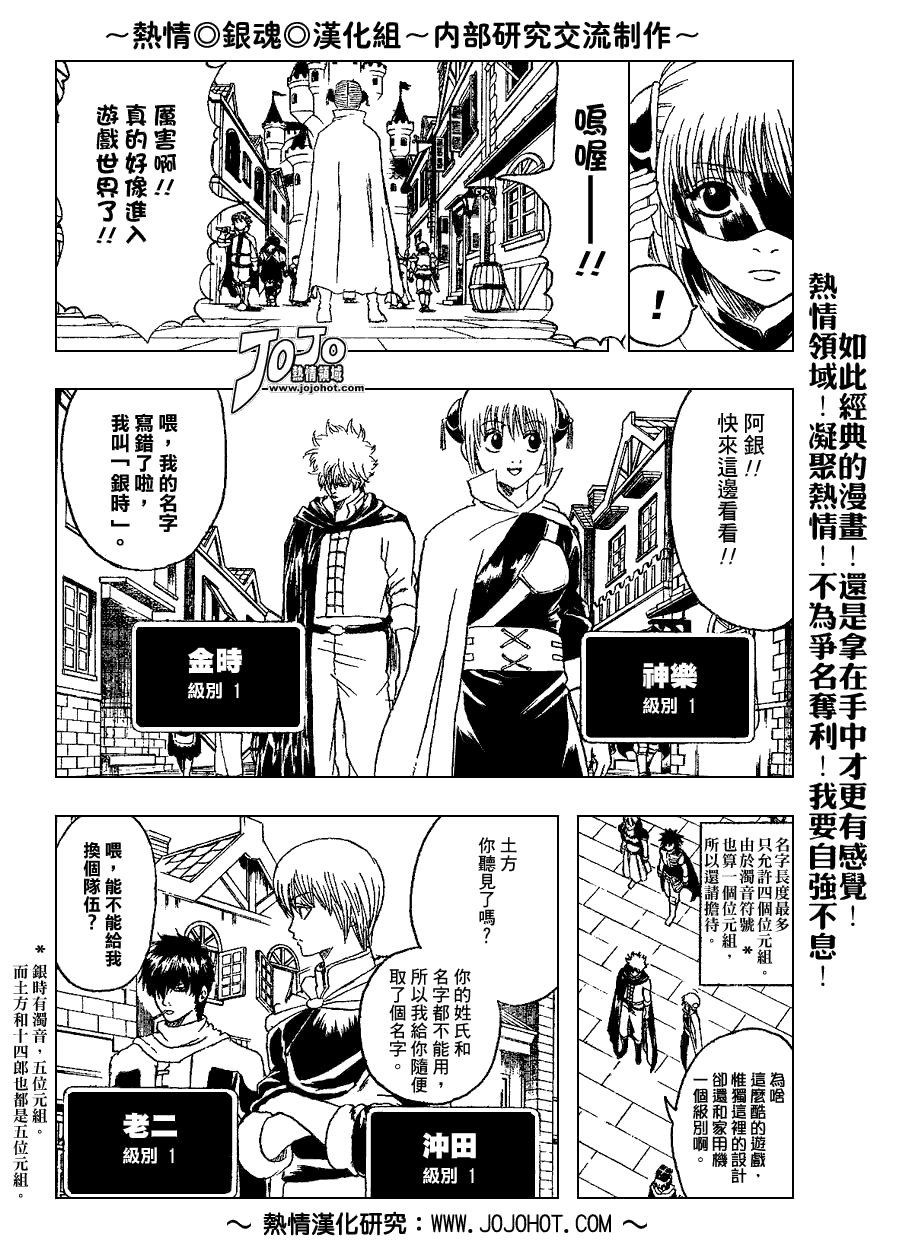 ～熱情◎銀魂◎漢化組～内部研究交流制作～
！
嗚喔——！！
厲害啊！！
真的好像進入
遊戲世界了！！
JOJO
熱情領域
www.jojohot.com
阿銀！！
快來這邊看看！！
喂，我的名字
寫錯了啦，
我叫「銀時」。
神樂
級別 1
金時
級別 1
名字長度最多
只允許四個位元組。
由於濁音符號＊
也算一個位元組，
所以還請擔待。
為啥
這麼酷的遊戲，
惟獨這裡的設計
卻還和家用機
一個級別啊。
土方
你聽見了嗎？
你的姓氏和
名字都不能用，
所以我給你隨便
取了個名字。
喂，能不能給我
換個隊伍？
沖田
級別 1
老二
級別 1
＊銀時有濁音，五位元組。
而土方和十四郎也都是五位元組。
如此經典的漫畫！還是拿在手中才更有感覺！
熱情領域！凝聚熱情！不為爭名奪利！我要自強不息！
～ 熱情漢化研究：WWW.JOJOHOT.COM ～